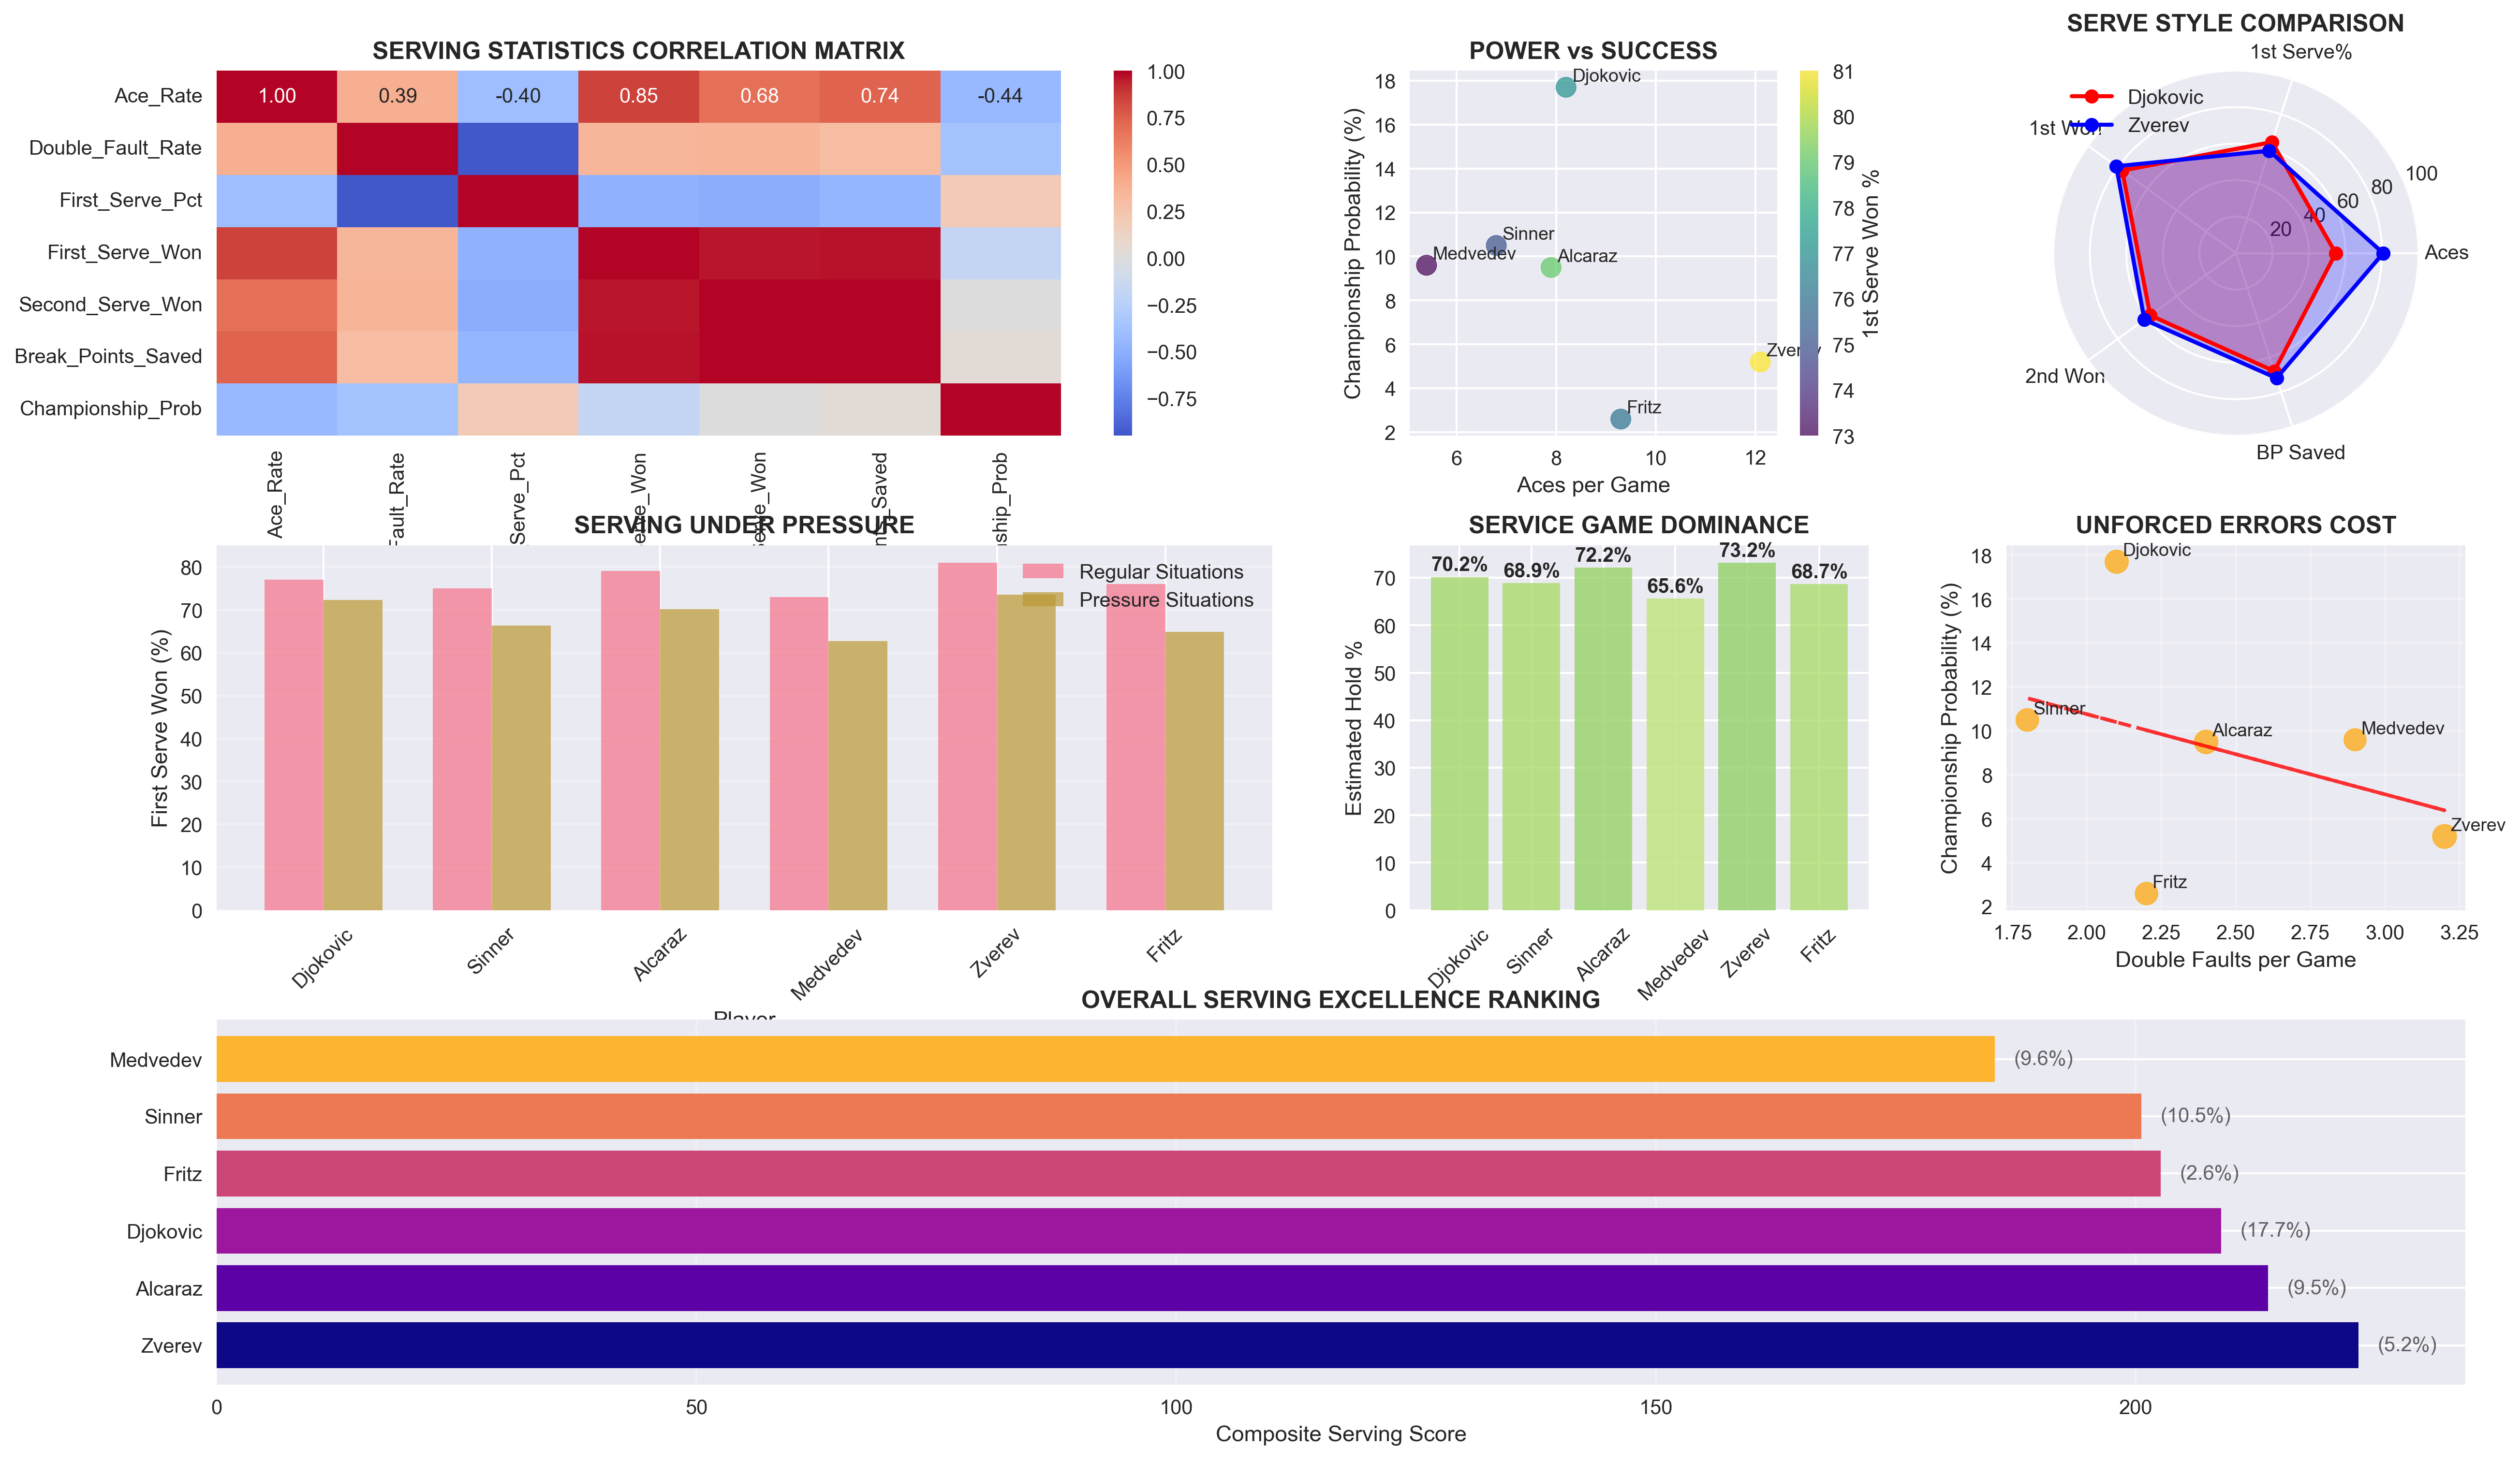 SERVING STATISTICS CORRELATION MATRIX
Ace_Rate
Double_Fault_Rate
First_Serve_Pct
First_Serve_Won
Second_Serve_Won
Break_Points_Saved
Championship_Prob
1.00 0.39 -0.40 0.85 0.68 0.74 -0.44
1.00
0.75
0.50
0.25
0.00
−0.25
−0.50
−0.75
Ace_Rate
Fault_Rate
Serve_Pct
POWER vs SUCCESS
Championship Probability (%)
18
16
14
12
10
8
6
4
2
Djokovic
Sinner
Medvedev
Alcaraz
Zverev
Fritz
6 8 10 12
Aces per Game
81
80
79
78
77
76
75
74
73
1st Serve Won %
SERVE STYLE COMPARISON
1st Serve%
Djokovic
Zverev
1st Won
100
80
60
40
20
Aces
2nd Won
BP Saved
SERVING UNDER PRESSURE
First Serve Won (%)
80
70
60
50
40
30
20
10
0
Regular Situations
Pressure Situations
Djokovic
Sinner
Alcaraz
Medvedev
Zverev
Fritz
Player
SERVICE GAME DOMINANCE
Estimated Hold %
70
60
50
40
30
20
10
0
70.2%
68.9%
72.2%
65.6%
73.2%
68.7%
Djokovic
Sinner
Alcaraz
Medvedev
Zverev
Fritz
UNFORCED ERRORS COST
Championship Probability (%)
18
16
14
12
10
8
6
4
2
Djokovic
Sinner
Alcaraz
Medvedev
Zverev
Fritz
1.75 2.00 2.25 2.50 2.75 3.00 3.25
Double Faults per Game
OVERALL SERVING EXCELLENCE RANKING
Medvedev (9.6%)
Sinner (10.5%)
Fritz (2.6%)
Djokovic (17.7%)
Alcaraz (9.5%)
Zverev (5.2%)
0 50 100 150 200
Composite Serving Score